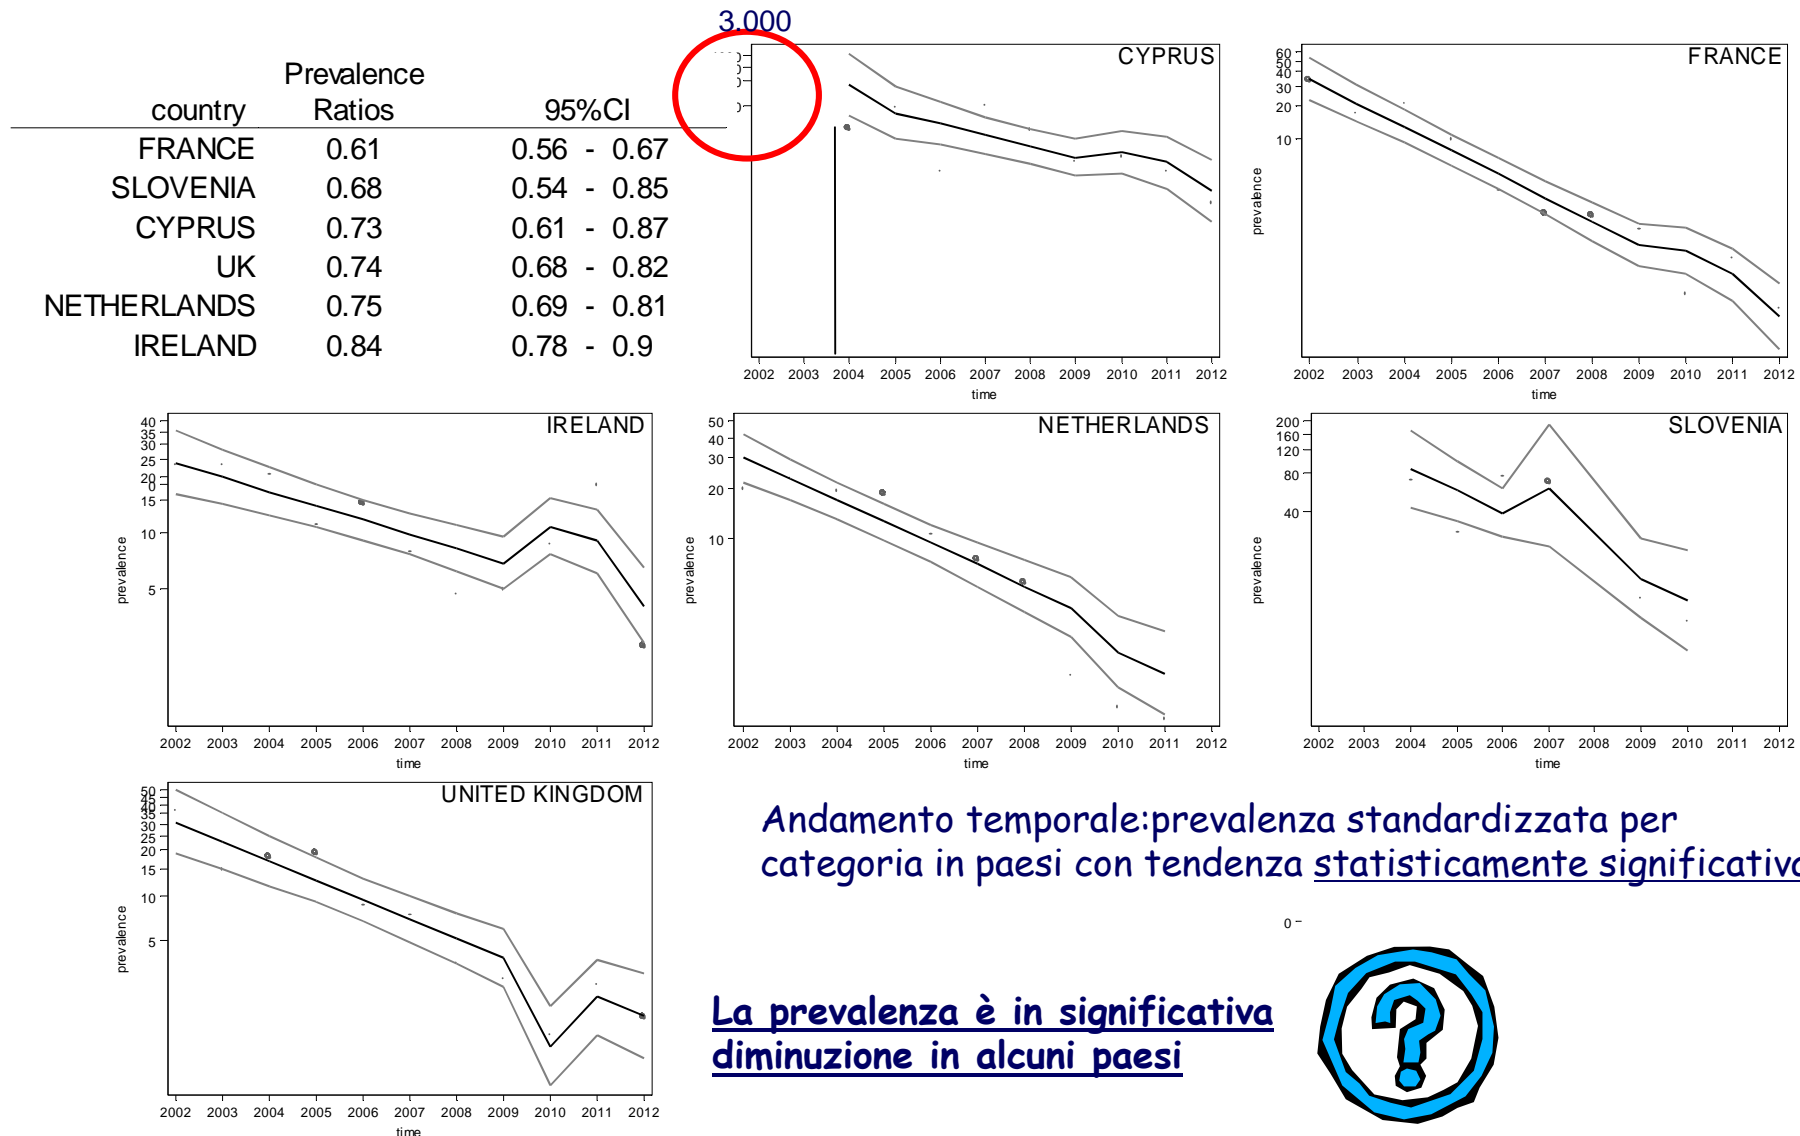 3.000
Prevalence
country Ratios 95%CI
FRANCE 0.61 0.56 - 0.67
SLOVENIA 0.68 0.54 - 0.85
CYPRUS 0.73 0.61 - 0.87
UK 0.74 0.68 - 0.82
NETHERLANDS 0.75 0.69 - 0.81
IRELAND 0.84 0.78 - 0.9
CYPRUS
2002 2003 2004 2005 2006 2007 2008 2009 2010 2011 2012
time
FRANCE
60
50
40
30
20
10
prevalence
2002 2003 2004 2005 2006 2007 2008 2009 2010 2011 2012
time
IRELAND
40
35
30
25
20
15
10
5
prevalence
2002 2003 2004 2005 2006 2007 2008 2009 2010 2011 2012
time
NETHERLANDS
50
40
30
20
10
prevalence
2002 2003 2004 2005 2006 2007 2008 2009 2010 2011 2012
time
SLOVENIA
200
160
120
80
40
prevalence
2002 2003 2004 2005 2006 2007 2008 2009 2010 2011 2012
time
UNITED KINGDOM
50
45
40
35
30
25
20
15
10
5
prevalence
2002 2003 2004 2005 2006 2007 2008 2009 2010 2011 2012
time
Andamento temporale:prevalenza standardizzata per
categoria in paesi con tendenza statisticamente significativa
0
La prevalenza è in significativa
diminuzione in alcuni paesi
?